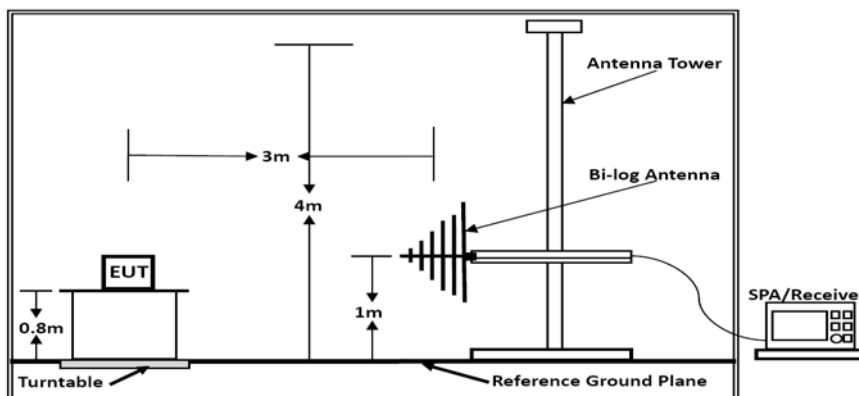 Antenna Tower
3m
Bi-log Antenna
4m
EUT
0.8m
1m
SPA/Receive
Turntable
Reference Ground Plane